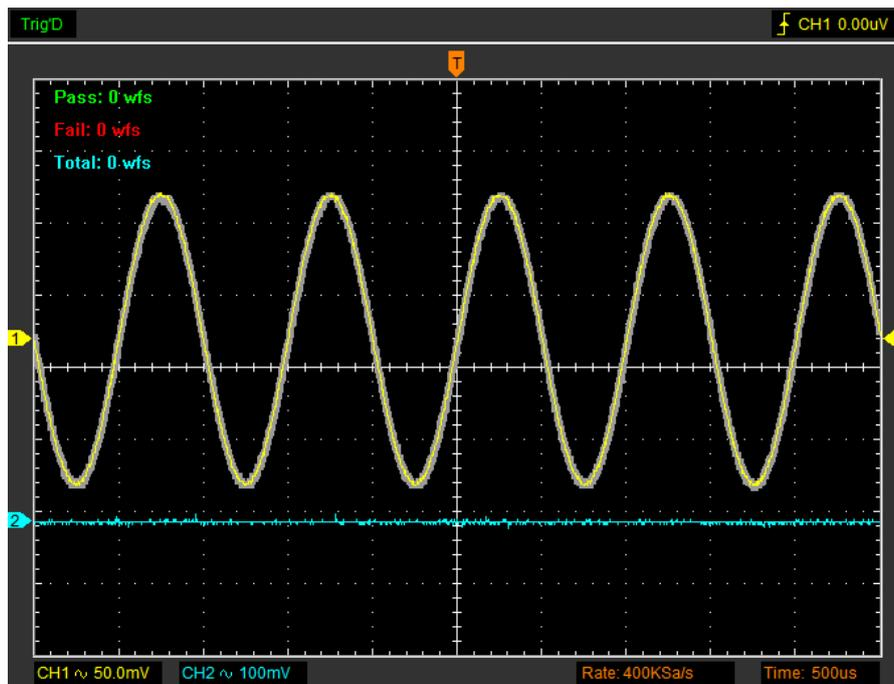 Trig'D
CH1 0.00uV
T
Pass: 0 wfs
Fail: 0 wfs
Total: 0 wfs
1
2
CH1 ∿ 50.0mV
CH2 ∿ 100mV
Rate: 400KSa/s
Time: 500us